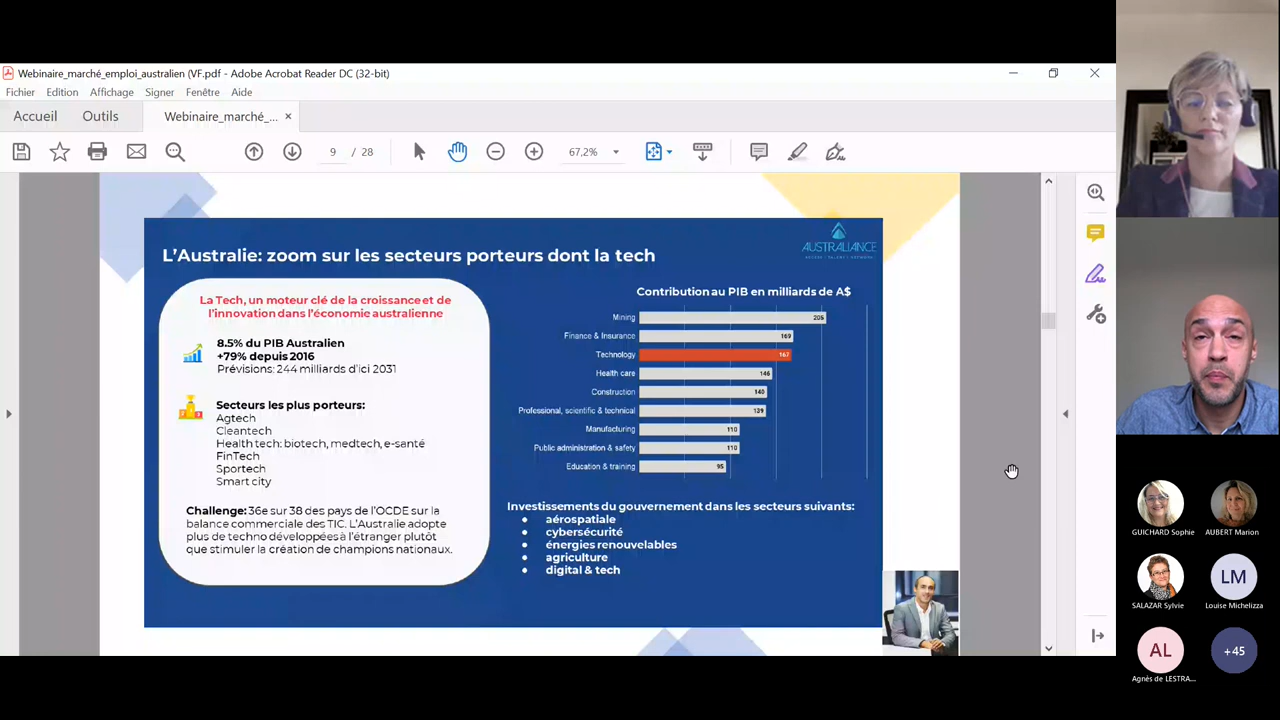 Webinaire_marché_emploi_australien (VF.pdf - Adobe Acrobat Reader DC (32-bit)
Fichier Edition Affichage Signer Fenêtre Aide
Accueil Outils Webinaire_marché_...
9 / 28 67,2%
AUSTRALIANCE
L'Australie: zoom sur les secteurs porteurs dont la tech
La Tech, un moteur clé de la croissance et de
l'innovation dans l'économie australienne
8.5% du PIB Australien
+79% depuis 2016
Prévisions: 244 milliards d'ici 2031
Secteurs les plus porteurs:
Agtech
Cleantech
Health tech: biotech, medtech, e-santé
FinTech
Sportech
Smart city
Challenge: 36e sur 38 des pays de l'OCDE sur la
balance commerciale des TIC. L'Australie adopte
plus de techno développées à l'étranger plutôt
que stimuler la création de champions nationaux.
Contribution au PIB en milliards de A$
Mining 205
Finance & Insurance 169
Technology 167
Health care 146
Construction 140
Professional, scientific & technical 139
Manufacturing 110
Public administration & safety 110
Education & training 95
Investissements du gouvernement dans les secteurs suivants:
• aérospatiale
• cybersécurité
• énergies renouvelables
• agriculture
• digital & tech
GUICHARD Sophie AUBERT Marion
LM
SALAZAR Sylvie Louise Michelizza
AL +45
Agnès de LESTRA...